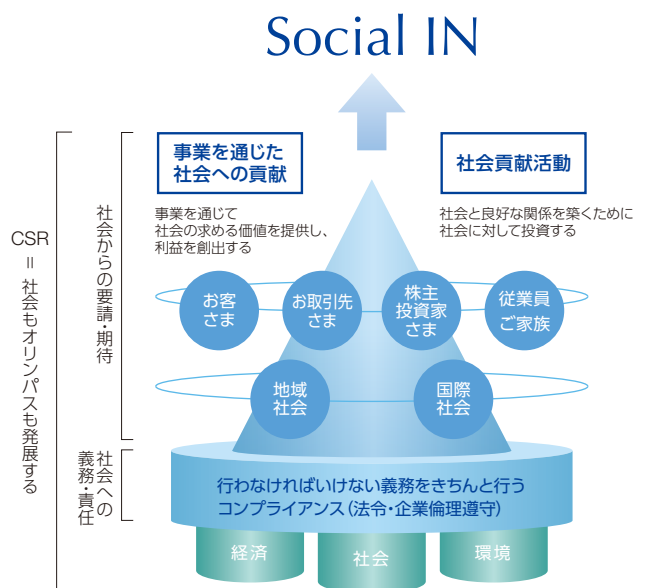 Social IN
事業を通じた
社会への貢献
社会貢献活動
事業を通じて
社会の求める価値を提供し、
利益を創出する
社会と良好な関係を築くために
社会に対して投資する
CSR
＝
社会もオリンパスも発展する
社会からの要請・期待
お客
さま
お取引先
さま
株主
投資家
さま
従業員
ご家族
地域
社会
国際
社会
社会への
義務・責任
行わなければいけない義務をきちんと行う
コンプライアンス（法令・企業倫理遵守）
経済
社会
環境